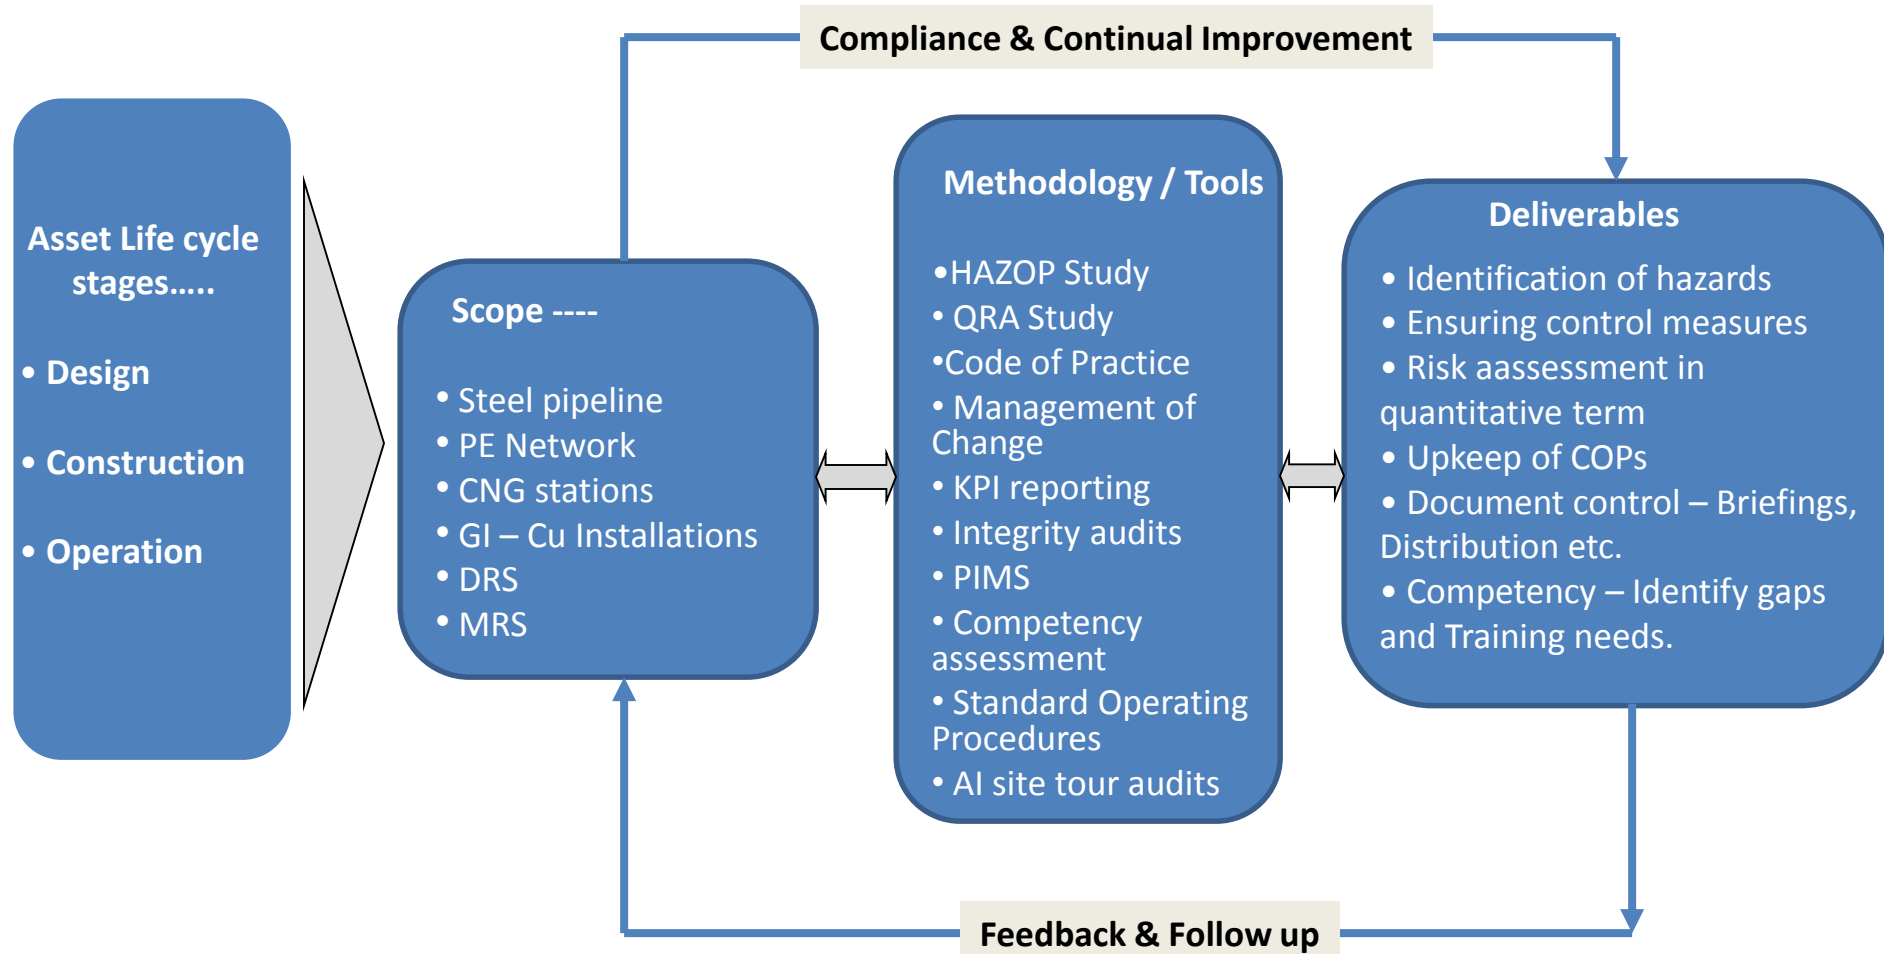 Compliance & Continual Improvement
Asset Life cycle
stages.....
• Design
• Construction
• Operation
Scope ----
• Steel pipeline
• PE Network
• CNG stations
• GI – Cu Installations
• DRS
• MRS
Methodology / Tools
•HAZOP Study
• QRA Study
•Code of Practice
• Management of
Change
• KPI reporting
• Integrity audits
• PIMS
• Competency
assessment
• Standard Operating
Procedures
• AI site tour audits
Deliverables
• Identification of hazards
• Ensuring control measures
• Risk aassessment in
quantitative term
• Upkeep of COPs
• Document control – Briefings,
Distribution etc.
• Competency – Identify gaps
and Training needs.
Feedback & Follow up